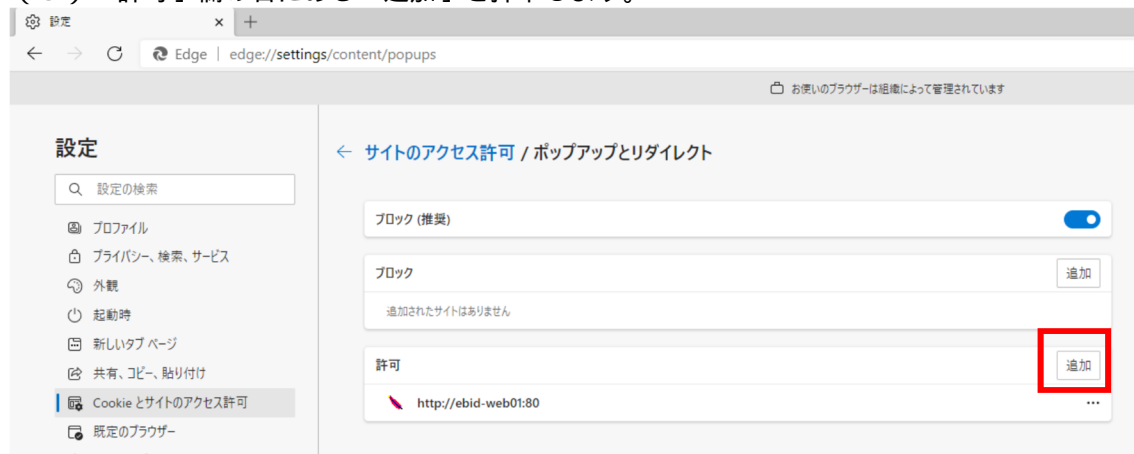 設定
Edge | edge://settings/content/popups
お使いのブラウザーは組織によって管理されています
設定
サイトのアクセス許可 / ポップアップとリダイレクト
設定の検索
ブロック (推奨)
プロファイル
プライバシー、検索、サービス
ブロック
追加
外観
起動時
追加されたサイトはありません
新しいタブ ページ
許可
追加
共有、コピー、貼り付け
Cookie とサイトのアクセス許可
http://ebid-web01:80
既定のブラウザー